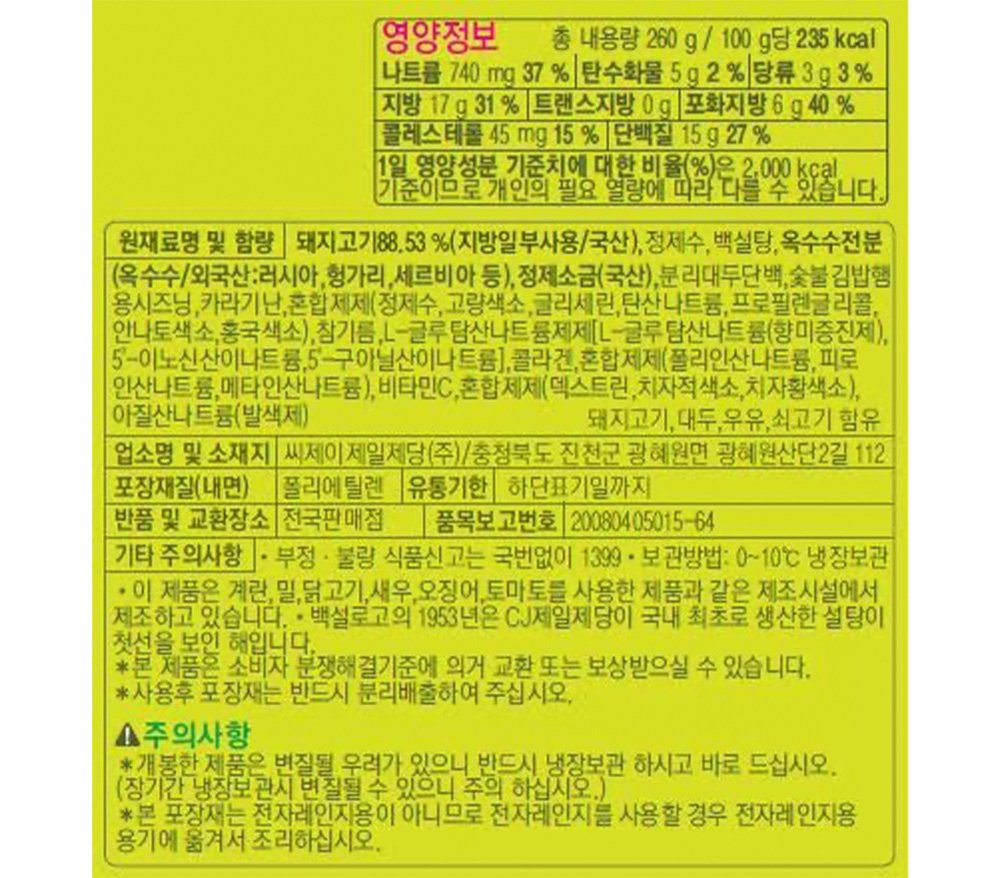 영양정보 총 내용량 260 g / 100 g당 235 kcal
나트륨 740 mg 37 % 탄수화물 5 g 2 % 당류 3 g 3 %
지방 17 g 31 % 트랜스지방 0 g 포화지방 6 g 40 %
콜레스테롤 45 mg 15 % 단백질 15 g 27 %
1일 영양성분 기준치에 대한 비율(%)은 2,000 kcal
기준이므로 개인의 필요 열량에 따라 다를 수 있습니다.
원재료명 및 함량 돼지고기88.53 %(지방일부사용/국산),정제수,백설탕,옥수수전분
(옥수수/외국산:러시아,헝가리,세르비아 등),정제소금(국산),분리대두단백,숯불김밥햄
용시즈닝,카라기난,혼합제제(정제수,고량색소,글리세린,탄산나트륨,프로필렌글리콜,
안나토색소,홍국색소),참기름,L-글루탐산나트륨제제[L-글루탐산나트륨(향미증진제),
5'-이노신산이나트륨,5'-구아닐산이나트륨],콜라겐,혼합제제(폴리인산나트륨,피로
인산나트륨,메타인산나트륨),비타민C,혼합제제(덱스트린,치자적색소,치자황색소),
아질산나트륨(발색제) 돼지고기,대두,우유,쇠고기 함유
업소명 및 소재지 씨제이제일제당(주)/충청북도 진천군 광혜원면 광혜원산단2길 112
포장재질(내면) 폴리에틸렌 유통기한 하단표기일까지
반품 및 교환장소 전국판매점 품목보고번호 20080405015-64
기타 주의사항 • 부정 · 불량 식품신고는 국번없이 1399 • 보관방법: 0~10℃ 냉장보관
• 이 제품은 계란,밀,닭고기,새우,오징어,토마토를 사용한 제품과 같은 제조시설에서
제조하고 있습니다. • 백설로고의 1953년은 CJ제일제당이 국내 최초로 생산한 설탕이
첫선을 보인 해입니다.
*본 제품은 소비자 분쟁해결기준에 의거 교환 또는 보상받으실 수 있습니다.
*사용후 포장재는 반드시 분리배출하여 주십시오.
주의사항
*개봉한 제품은 변질될 우려가 있으니 반드시 냉장보관 하시고 바로 드십시오.
(장기간 냉장보관시 변질될 수 있으니 주의 하십시오.)
*본 포장재는 전자레인지용이 아니므로 전자레인지를 사용할 경우 전자레인지용
용기에 옮겨서 조리하십시오.